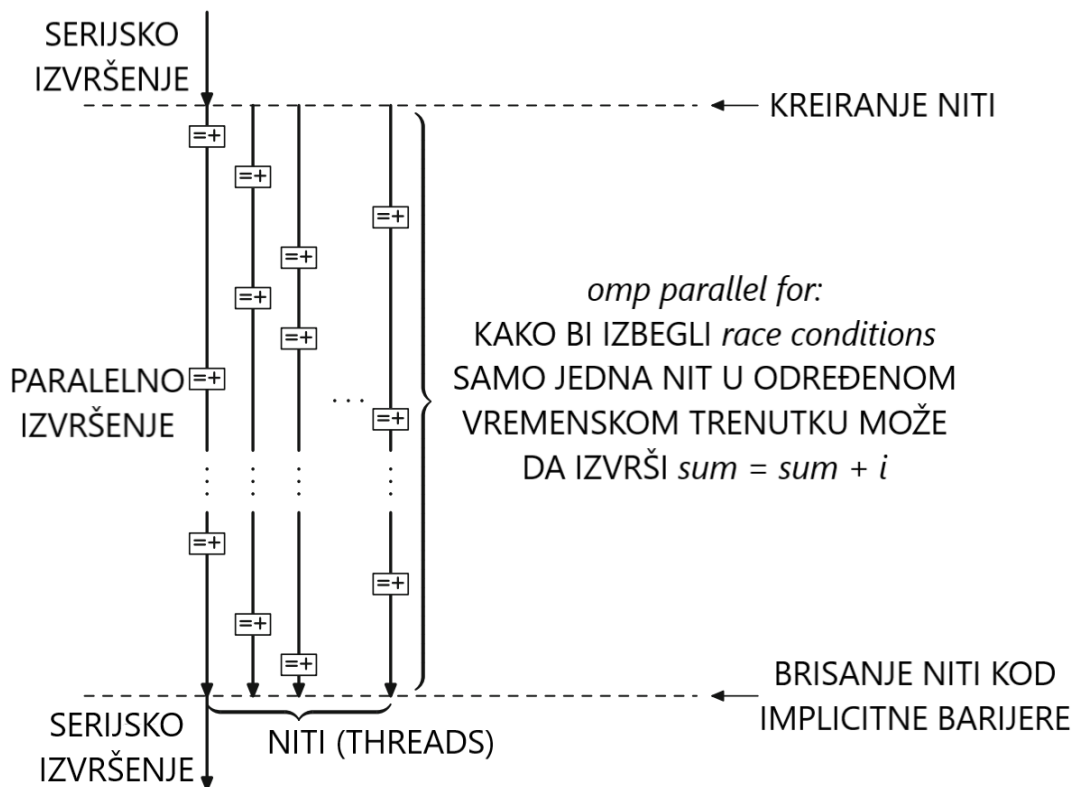 SERIJSKO
IZVRŠENJE
KREIRANJE NITI
=+
=+
=+
=+
=+
=+
omp parallel for:
KAKO BI IZBEGLI race conditions
SAMO JEDNA NIT U ODREĐENOM
VREMENSKOM TRENUTKU MOŽE
DA IZVRŠI sum = sum + i
PARALELNO
IZVRŠENJE
=+
. . .
=+
=+
=+
=+
=+
BRISANJE NITI KOD
IMPLICITNE BARIJERE
NITI (THREADS)
SERIJSKO
IZVRŠENJE